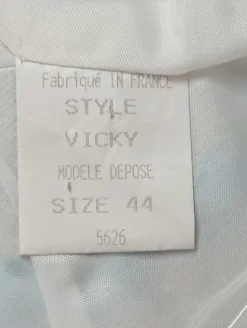 Fabriqué IN FRANCE
STYLE
VICKY
MODELE DEPOSE
SIZE 44
5626